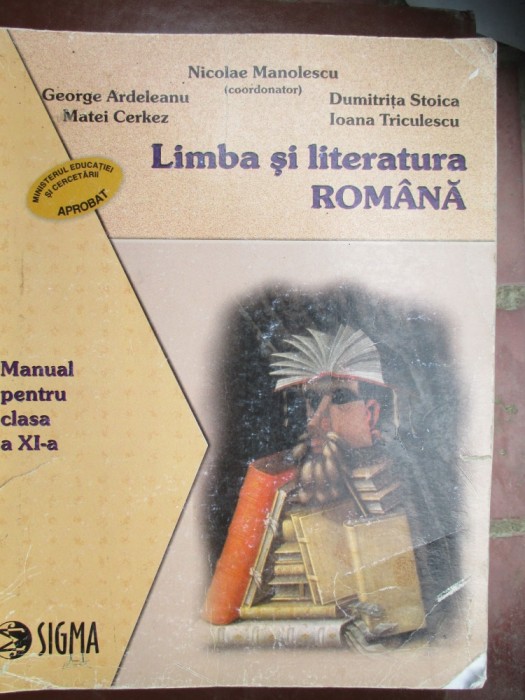 Nicolae Manolescu
(coordonator)
George Ardeleanu
Matei Cerkez
Dumitrița Stoica
Ioana Triculescu
Limba și literatura
ROMÂNĂ
MINISTERUL EDUCAȚIEI
ȘI CERCETĂRII
APROBAT
Manual
pentru
clasa
a XI-a
SIGMA